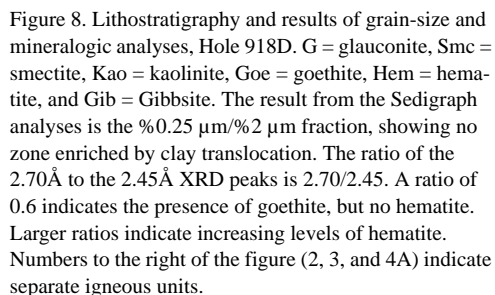 Figure 8. Lithostratigraphy and results of grain-size and
mineralogic analyses, Hole 918D. G = glauconite, Smc =
smectite, Kao = kaolinite, Goe = goethite, Hem = hema-
tite, and Gib = Gibbsite. The result from the Sedigraph
analyses is the %0.25 µm/%2 µm fraction, showing no
zone enriched by clay translocation. The ratio of the
2.70Å to the 2.45Å XRD peaks is 2.70/2.45. A ratio of
0.6 indicates the presence of goethite, but no hematite.
Larger ratios indicate increasing levels of hematite.
Numbers to the right of the figure (2, 3, and 4A) indicate
separate igneous units.